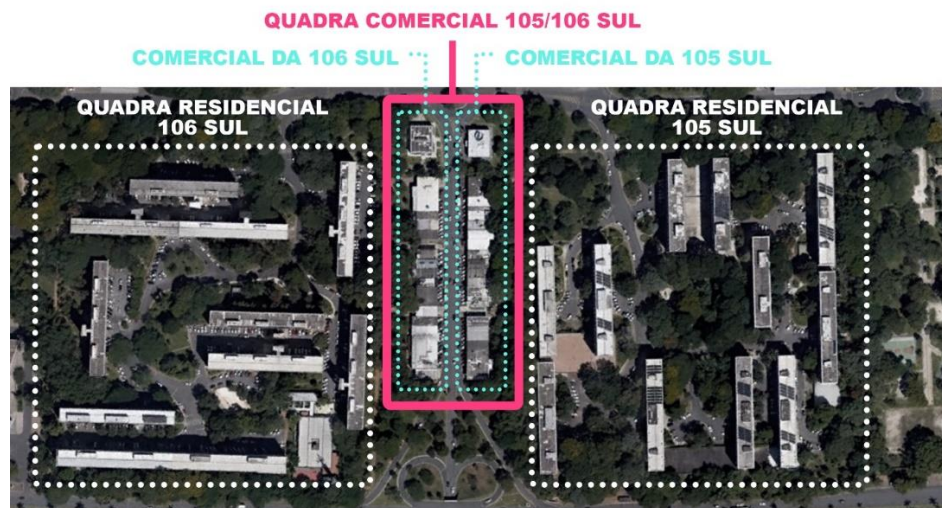 QUADRA COMERCIAL 105/106 SUL
COMERCIAL DA 106 SUL
COMERCIAL DA 105 SUL
QUADRA RESIDENCIAL
106 SUL
QUADRA RESIDENCIAL
105 SUL